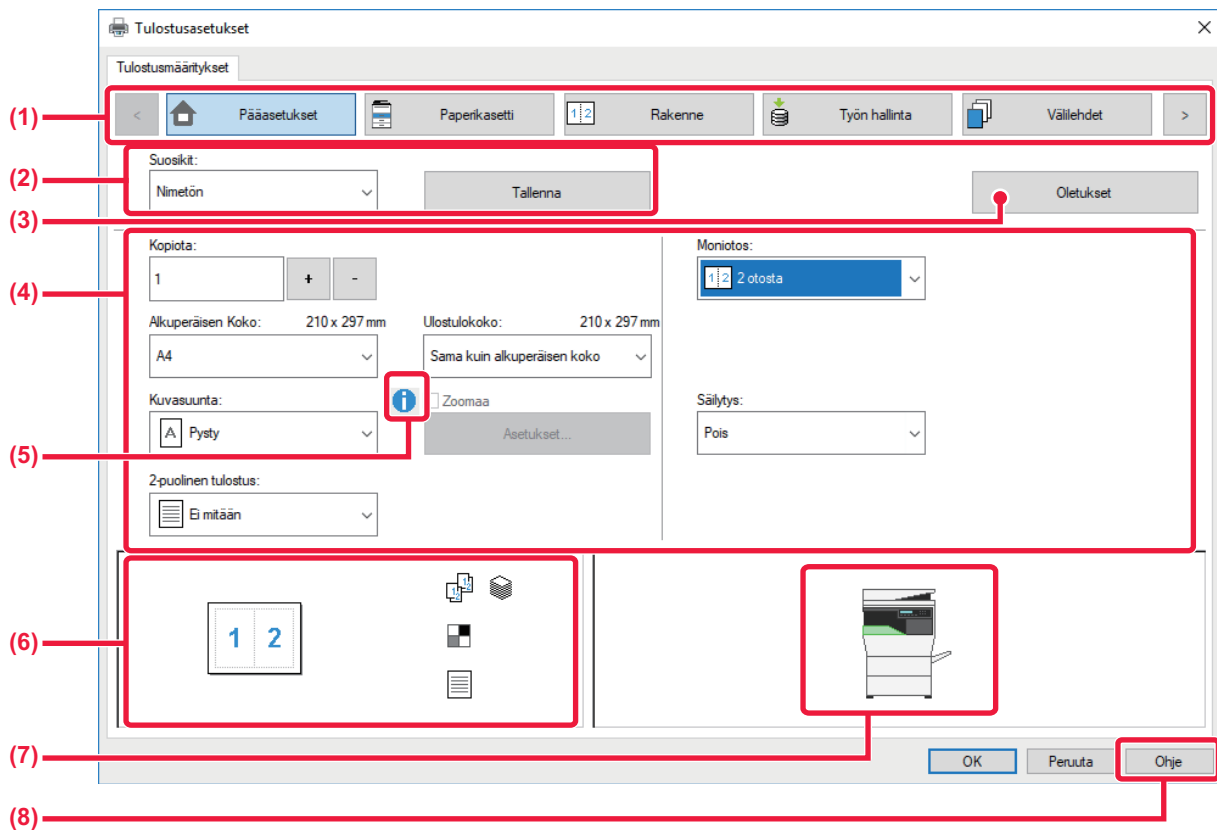 Tulostusasetukset
Tulostusmääritykset
(1)
<
Pääasetukset
Paperikasetti
1 2
Rakenne
Työn hallinta
Välilehdet
>
(2)
Suosikit:
Nimetön
Tallenna
Oletukset
(3)
(4)
Kopiota:
1
+
-
Moniotos:
1 2
2 otosta
Alkuperäisen Koko:
210 x 297 mm
Ulostulokoko:
210 x 297 mm
A4
Sama kuin alkuperäisen koko
Kuvasuunta:
i
Zoomaa
Säilytys:
A
Pysty
Asetukset...
Pois
(5)
2-puolinen tulostus:
Ei mitään
(6)
1 2
12
12
(7)
OK
Peruuta
Ohje
(8)